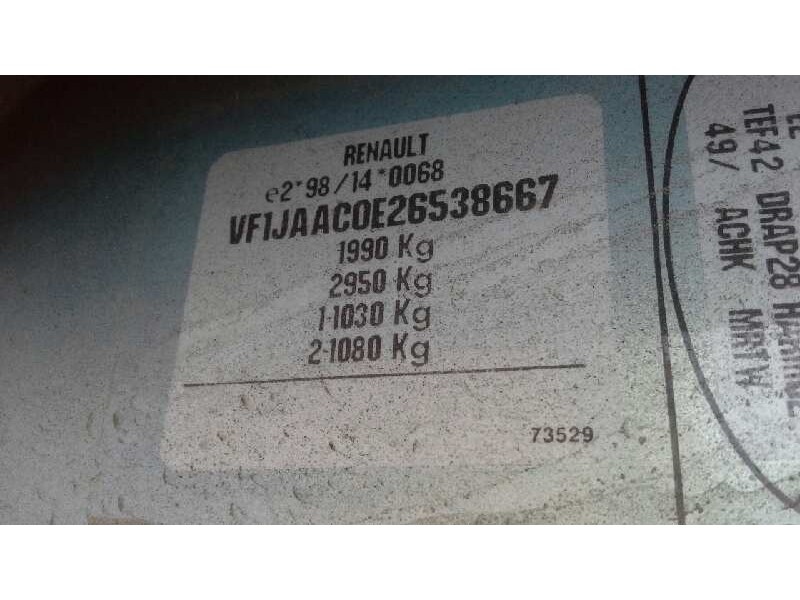 RENAULT
e2*98/14*0068
VF1JAAC0E26538667
1990 Kg
2950 Kg
1-1030 Kg
2-1080 Kg
73529
TEF42 DRAP28
49/ ACHK